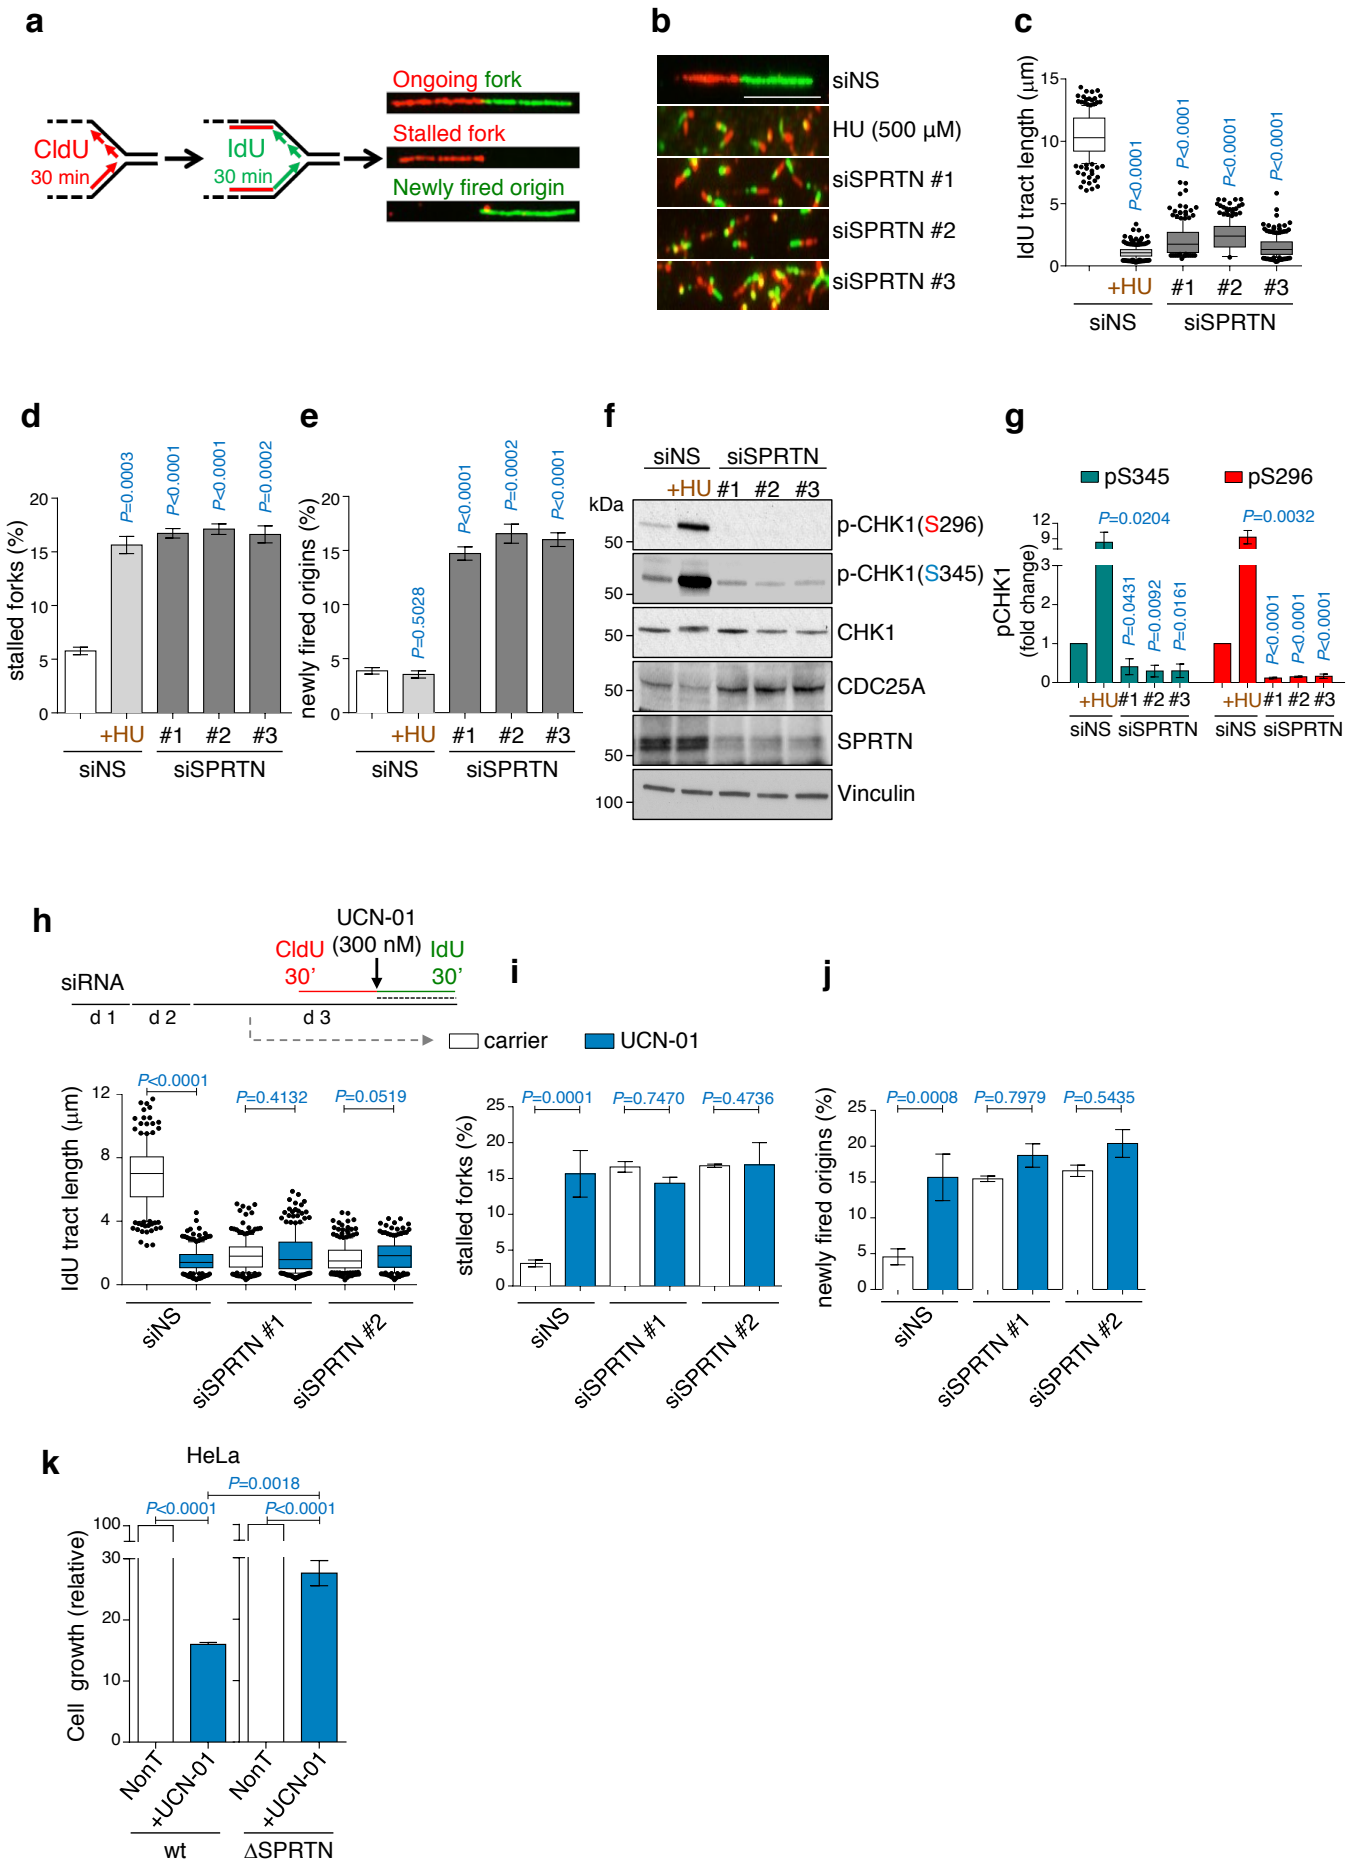 a
CldU
30 min
IdU
30 min
Ongoing fork
Stalled fork
Newly fired origin
b
siNS
HU (500 µM)
siSPRTN #1
siSPRTN #2
siSPRTN #3
c
IdU tract length (µm)
15
10
5
0
P<0.0001
P<0.0001
P<0.0001
P<0.0001
+HU #1 #2 #3
siNS siSPRTN
d
stalled forks (%)
20
15
10
5
0
P=0.0003
P<0.0001
P<0.0001
P=0.0002
+HU #1 #2 #3
siNS siSPRTN
e
newly fired origins (%)
20
15
10
5
0
P=0.5028
P<0.0001
P=0.0002
P<0.0001
+HU #1 #2 #3
siNS siSPRTN
f
siNS siSPRTN
+HU #1 #2 #3
kDa
50 p-CHK1(S296)
50 p-CHK1(S345)
50 CHK1
50 CDC25A
50 SPRTN
100 Vinculin
g
pS345 pS296
pCHK1
(fold change)
12
9
3
2
1
0
P=0.0204
P=0.0431
P=0.0092
P=0.0161
P=0.0032
P<0.0001
P<0.0001
P<0.0001
+HU #1 #2 #3 +HU #1 #2 #3
siNS siSPRTN siNS siSPRTN
h
UCN-01
CldU (300 nM) IdU
30' 30'
siRNA
d 1 d 2 d 3
carrier UCN-01
IdU tract length (µm)
12
8
4
0
P<0.0001
P=0.4132 P=0.0519
siNS siSPRTN #1 siSPRTN #2
i
stalled forks (%)
25
20
15
10
5
0
P=0.0001 P=0.7470 P=0.4736
siNS siSPRTN #1 siSPRTN #2
j
newly fired origins (%)
25
20
15
10
5
0
P=0.0008 P=0.7979 P=0.5435
siNS siSPRTN #1 siSPRTN #2
k
HeLa
P=0.0018
P<0.0001 P<0.0001
Cell growth (relative)
100
30
20
10
0
NonT +UCN-01 NonT +UCN-01
wt ΔSPRTN